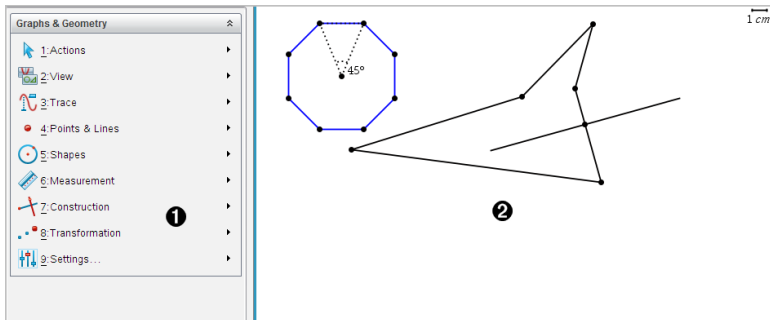 Graphs & Geometry
1:Actions
2:View
3:Trace
4:Points & Lines
5:Shapes
6:Measurement
7:Construction
8:Transformation
9:Settings...
❶
45°
1 cm
❷